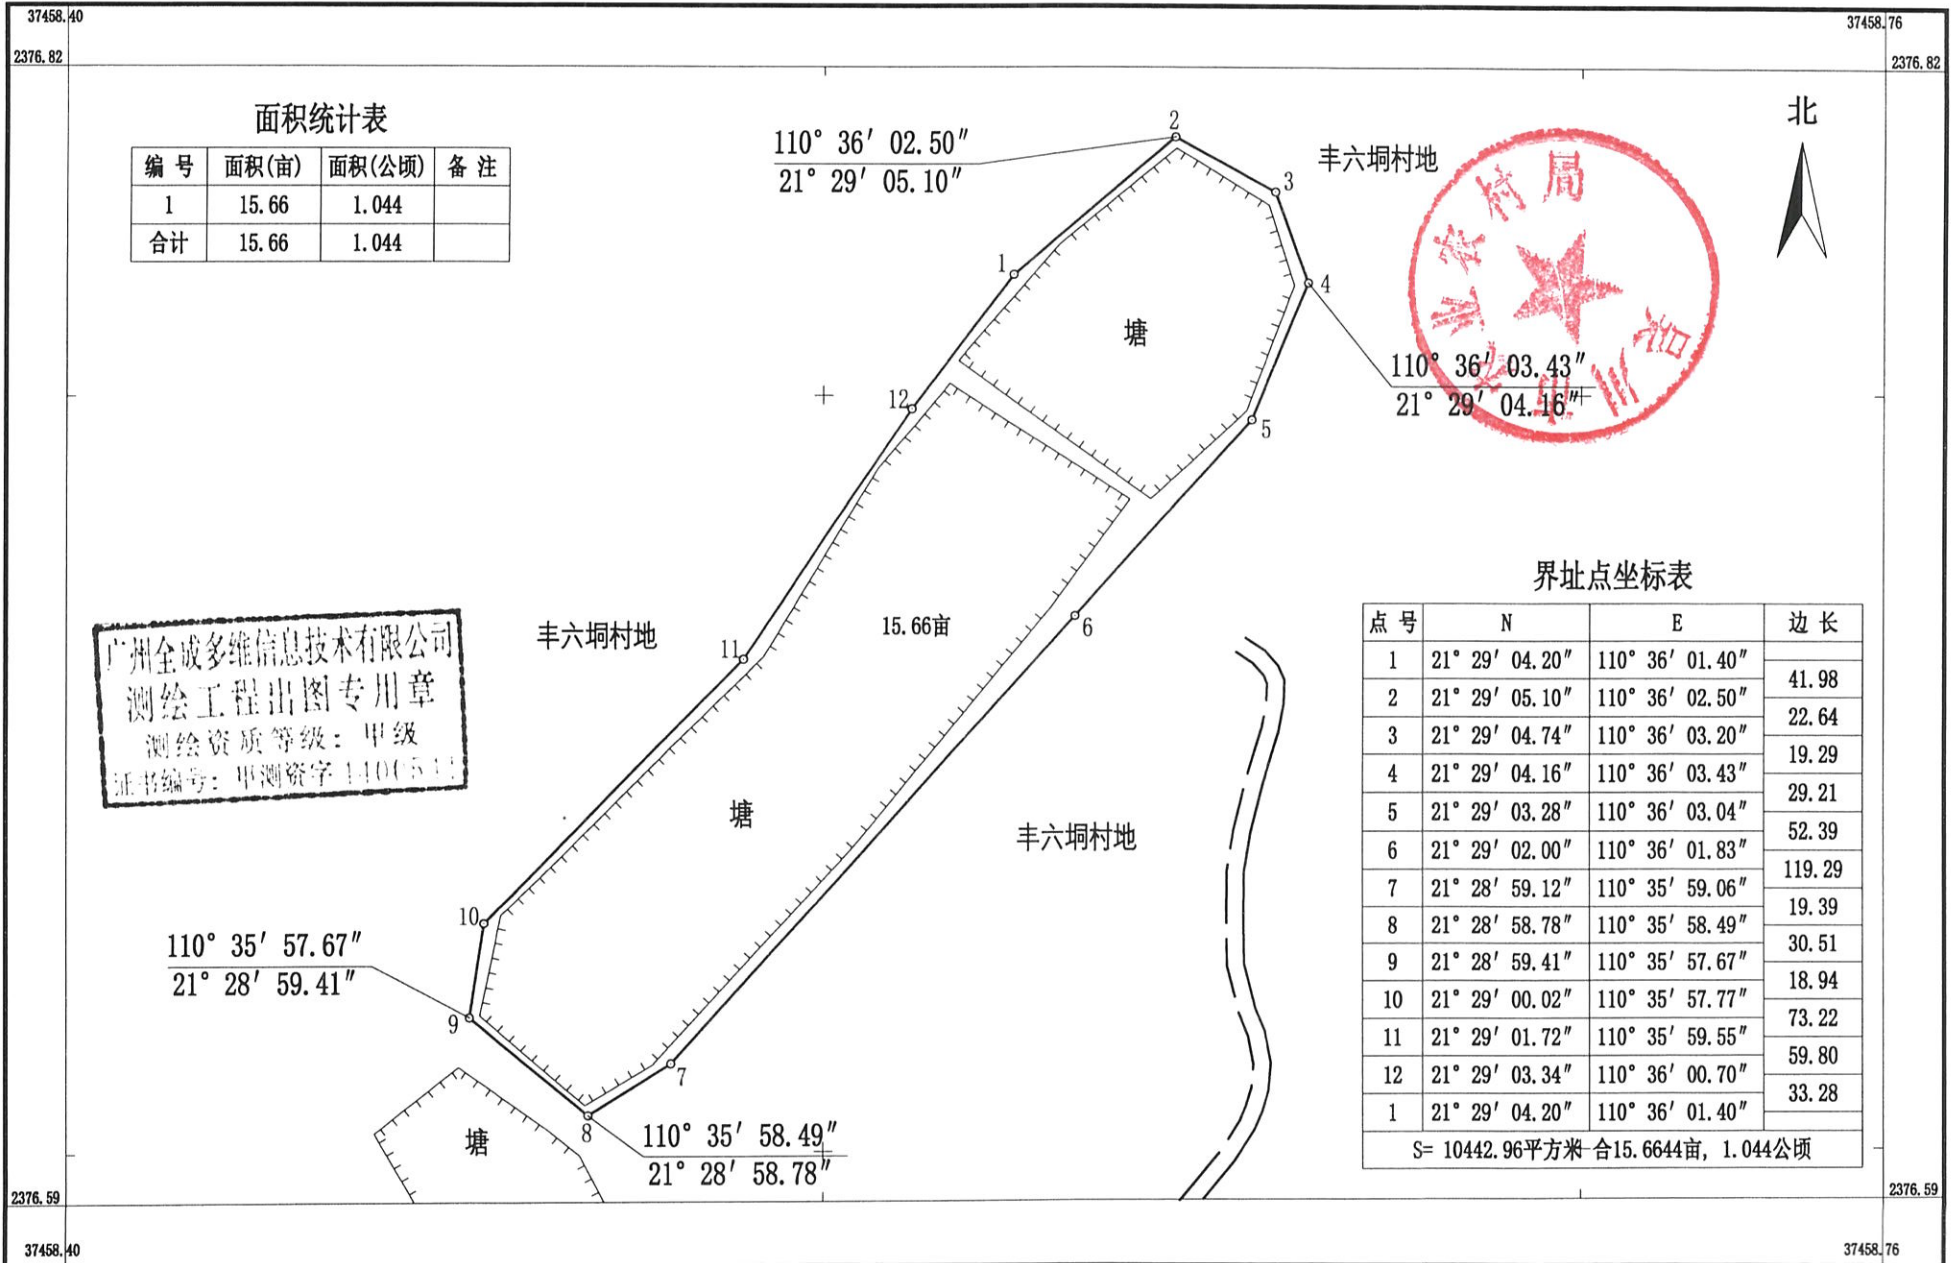 37458.40
37458.76
2376.82
2376.82
面积统计表
编 号 面积(亩) 面积(公顷) 备 注
1 15.66 1.044
合计 15.66 1.044
北
110° 36′ 02.50″
21° 29′ 05.10″
2
3
丰六垌村地
1
4
塘
110° 36′ 03.43″
21° 29′ 04.16″
12
5
农业农村局
市
川
15.66亩
6
丰六垌村地
11
广州全成多维信息技术有限公司
测绘工程出图专用章
测绘资质等级：甲级
证书编号：甲测资字
塘
丰六垌村地
10
110° 35′ 57.67″
21° 28′ 59.41″
9
7
8
塘
110° 35′ 58.49″
21° 28′ 58.78″
界址点坐标表
点 号 N E 边 长
1 21° 29′ 04.20″ 110° 36′ 01.40″
41.98
2 21° 29′ 05.10″ 110° 36′ 02.50″
22.64
3 21° 29′ 04.74″ 110° 36′ 03.20″
19.29
4 21° 29′ 04.16″ 110° 36′ 03.43″
29.21
5 21° 29′ 03.28″ 110° 36′ 03.04″
52.39
6 21° 29′ 02.00″ 110° 36′ 01.83″
119.29
7 21° 28′ 59.12″ 110° 35′ 59.06″
19.39
8 21° 28′ 58.78″ 110° 35′ 58.49″
30.51
9 21° 28′ 59.41″ 110° 35′ 57.67″
18.94
10 21° 29′ 00.02″ 110° 35′ 57.77″
73.22
11 21° 29′ 01.72″ 110° 35′ 59.55″
59.80
12 21° 29′ 03.34″ 110° 36′ 00.70″
33.28
1 21° 29′ 04.20″ 110° 36′ 01.40″
S= 10442.96平方米 合15.6644亩, 1.044公顷
2376.59
2376.59
37458.40
37458.76